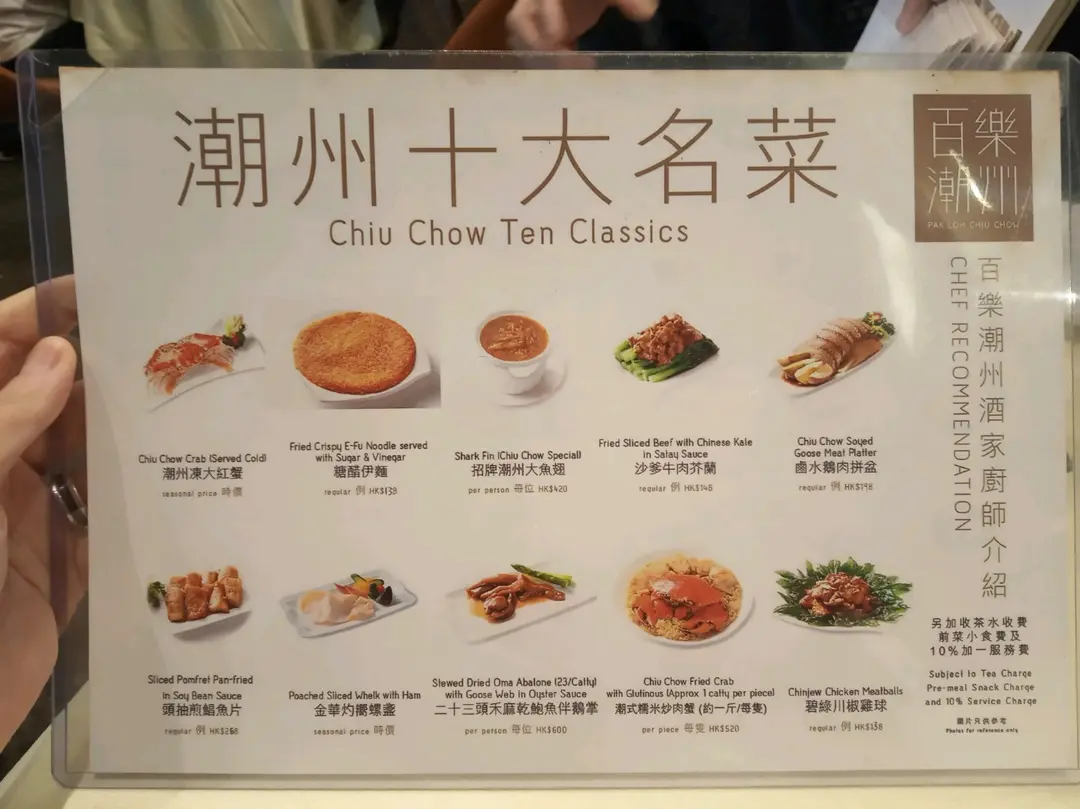 潮州十大名菜
Chiu Chow Ten Classics
百樂
潮州
PAK LOH CHIU CHOW
百樂潮州酒家廚師介紹
CHEF RECOMMENDATION
Chiu Chow Crab (Served Cold)
潮州凍大紅蟹
seasonal price 時價
Fried Crispy E-Fu Noodle served
with Sugar & Vinegar
糖醋伊麵
regular 例 HK$138
Shark Fin (Chiu Chow Special)
招牌潮州大魚翅
per person 每位 HK$420
Fried Sliced Beef with Chinese Kale
in Satay Sauce
沙爹牛肉芥蘭
regular 例 HK$148
Chiu Chow Soyed
Goose Meat Platter
鹵水鵝肉拼盆
regular 例 HK$198
Sliced Pomfret Pan-fried
in Soy Bean Sauce
頭抽煎鯧魚片
regular 例 HK$268
Poached Sliced Whelk with Ham
金華灼嚮螺盞
seasonal price 時價
Stewed Dried Oma Abalone (23/Catty)
with Goose Web in Oyster Sauce
二十三頭禾麻乾鮑魚伴鵝掌
per person 每位 HK$600
Chiu Chow Fried Crab
with Glutinous (Approx 1 catty per piece)
潮式糯米炒肉蟹 (約一斤/每隻)
per piece 每隻 HK$520
Chinjew Chicken Meatballs
碧綠川椒雞球
regular 例 HK$138
另加收茶水收費
前菜小食費及
10%加一服務費
Subject to Tea Charge
Pre-meal Snack Charge
and 10% Service Charge
圖片只供參考
Photos for reference only